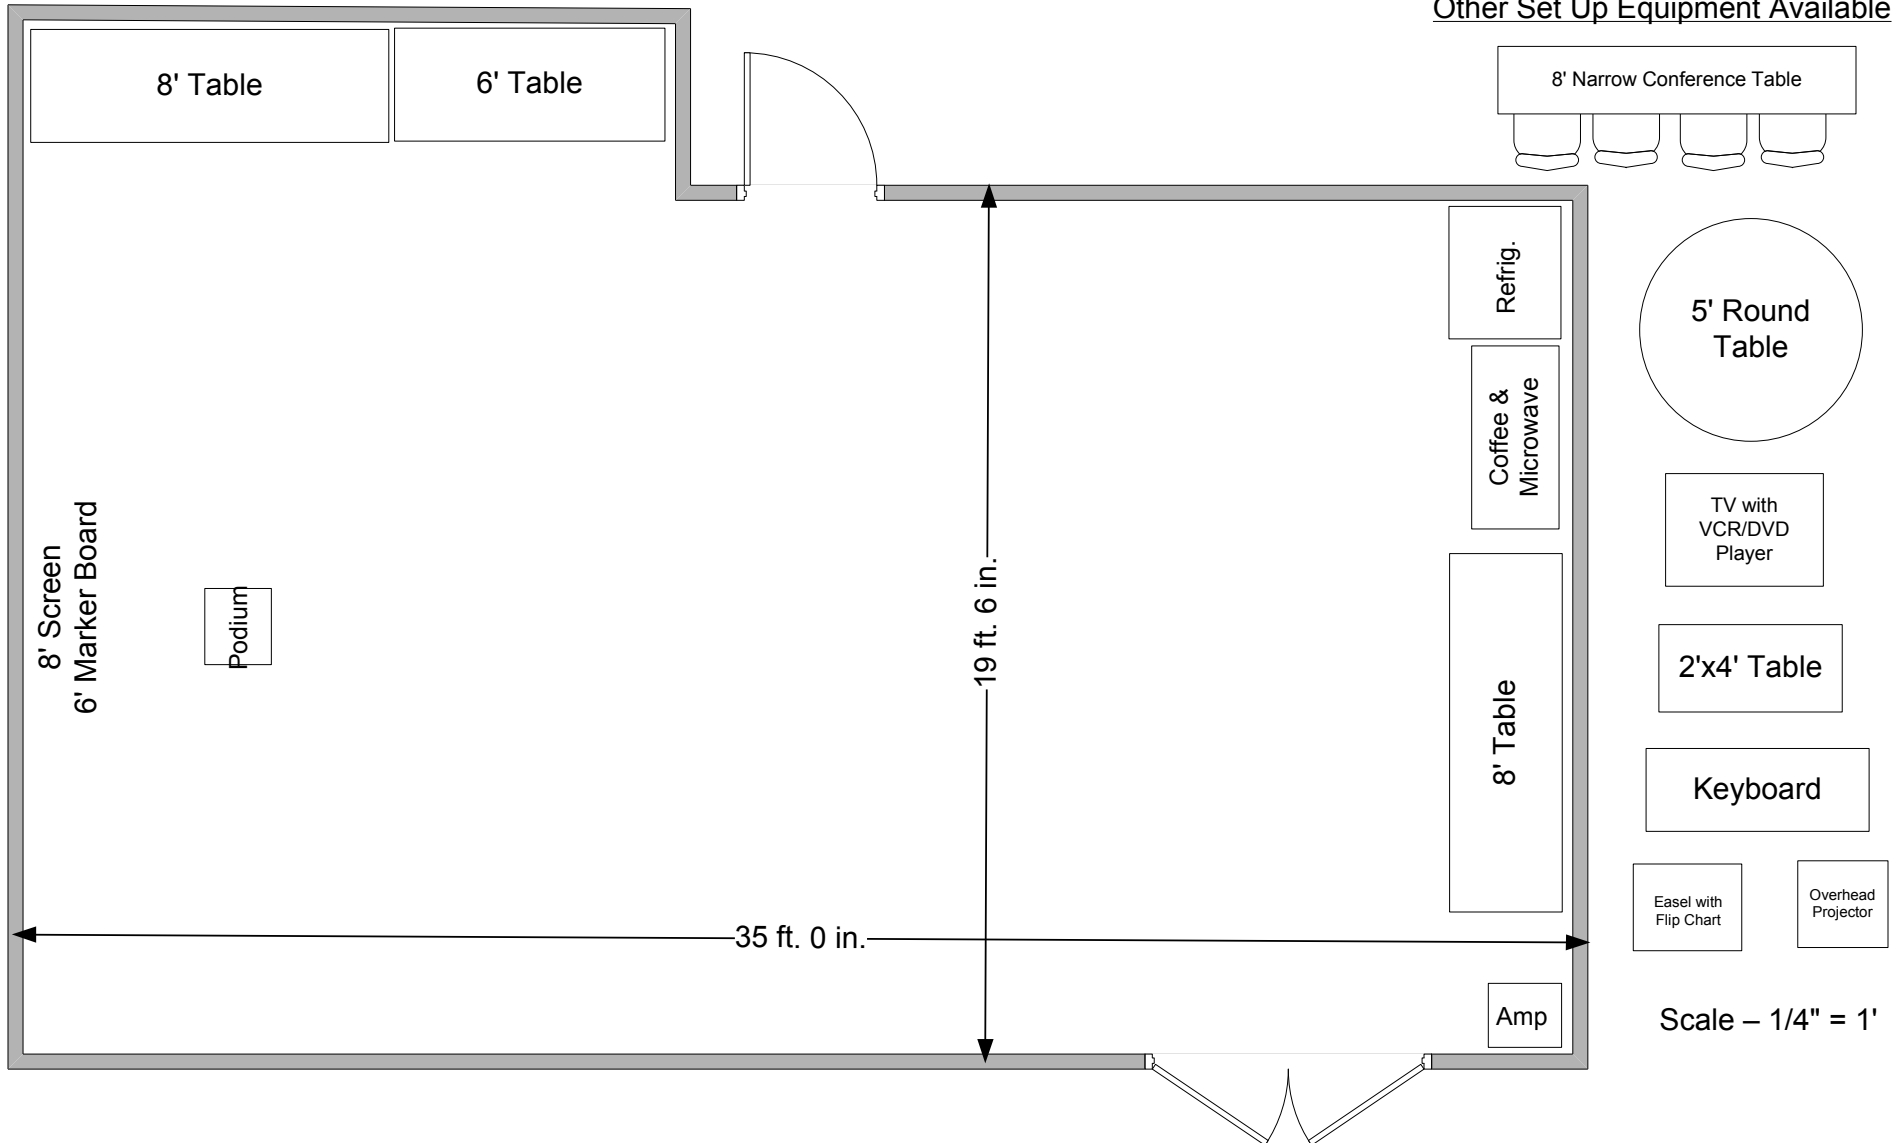 Other Set Up Equipment Available
8' Table
6' Table
8' Narrow Conference Table
Refrig.
5' Round
Table
Coffee &
Microwave
TV with
VCR/DVD
Player
8' Screen
6' Marker Board
Podium
19 ft. 6 in.
2'x4' Table
8' Table
Keyboard
Easel with
Flip Chart
Overhead
Projector
35 ft. 0 in.
Amp
Scale – 1/4" = 1'